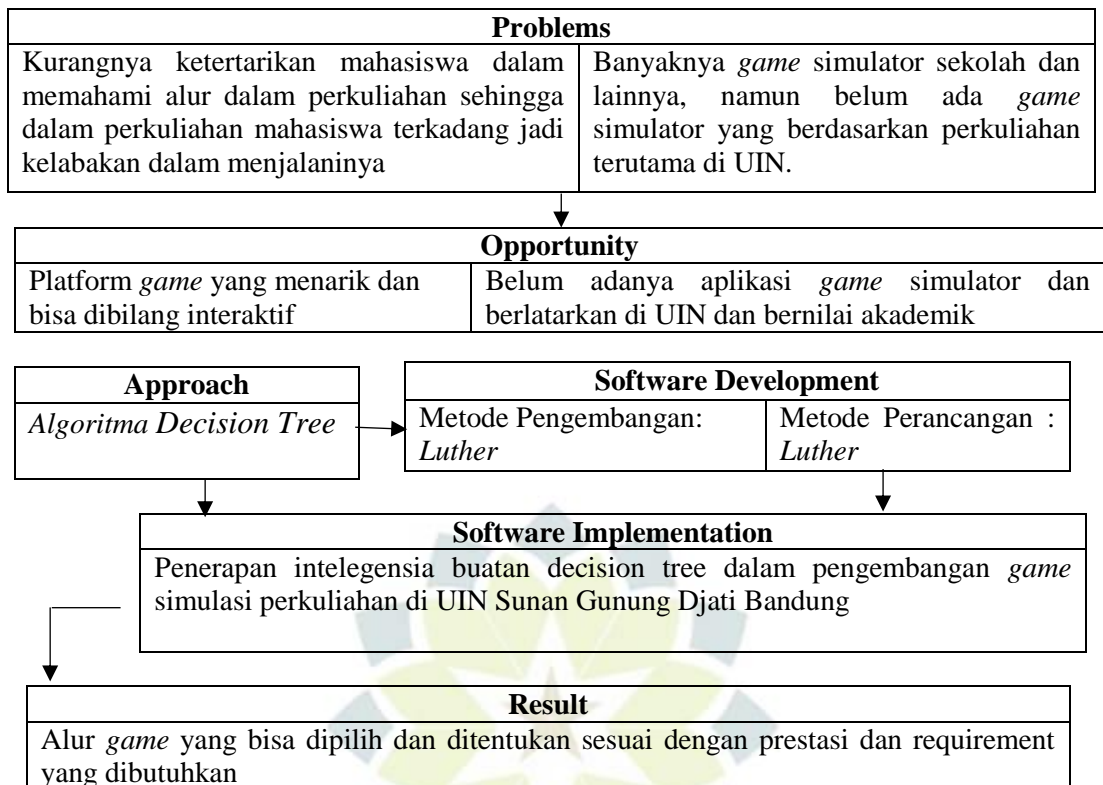 Problems
Kurangnya ketertarikan mahasiswa dalam
memahami alur dalam perkuliahan sehingga
dalam perkuliahan mahasiswa terkadang jadi
kelabakan dalam menjalaninya
Banyaknya game simulator sekolah dan
lainnya, namun belum ada game
simulator yang berdasarkan perkuliahan
terutama di UIN.
Opportunity
Platform game yang menarik dan
bisa dibilang interaktif
Belum adanya aplikasi game simulator dan
berlatarkan di UIN dan bernilai akademik
Approach
Algoritma Decision Tree
Software Development
Metode Pengembangan:
Luther
Metode Perancangan :
Luther
Software Implementation
Penerapan intelegensia buatan decision tree dalam pengembangan game
simulasi perkuliahan di UIN Sunan Gunung Djati Bandung
Result
Alur game yang bisa dipilih dan ditentukan sesuai dengan prestasi dan requirement
yang dibutuhkan